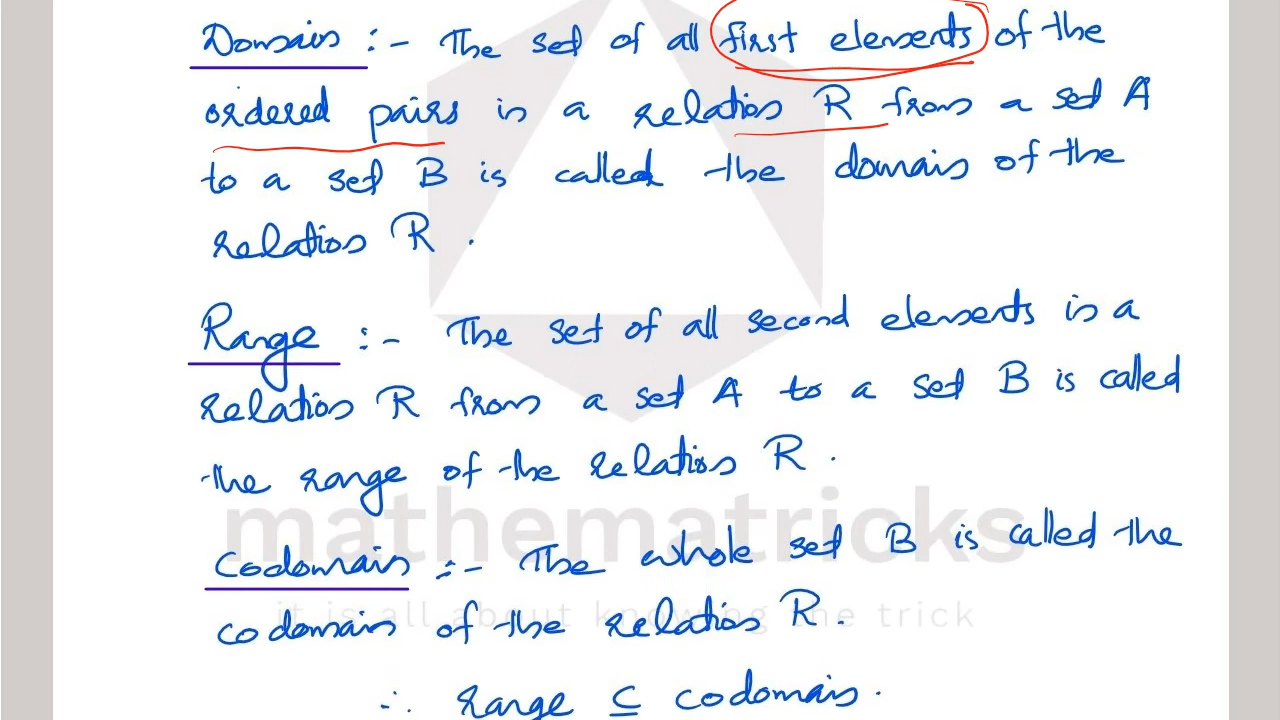 Domain :- The set of all first elements of the
ordered pairs in a relation R from a set A
to a set B is called the domain of the
relation R.
Range :- The set of all second elements in a
relation R from a set A to a set B is called
the range of the relation R.
mathematricks
Codomain :- The whole set B is called the
it is all about knowing the trick
codomain of the relation R.
∴ Range ⊆ codomain.